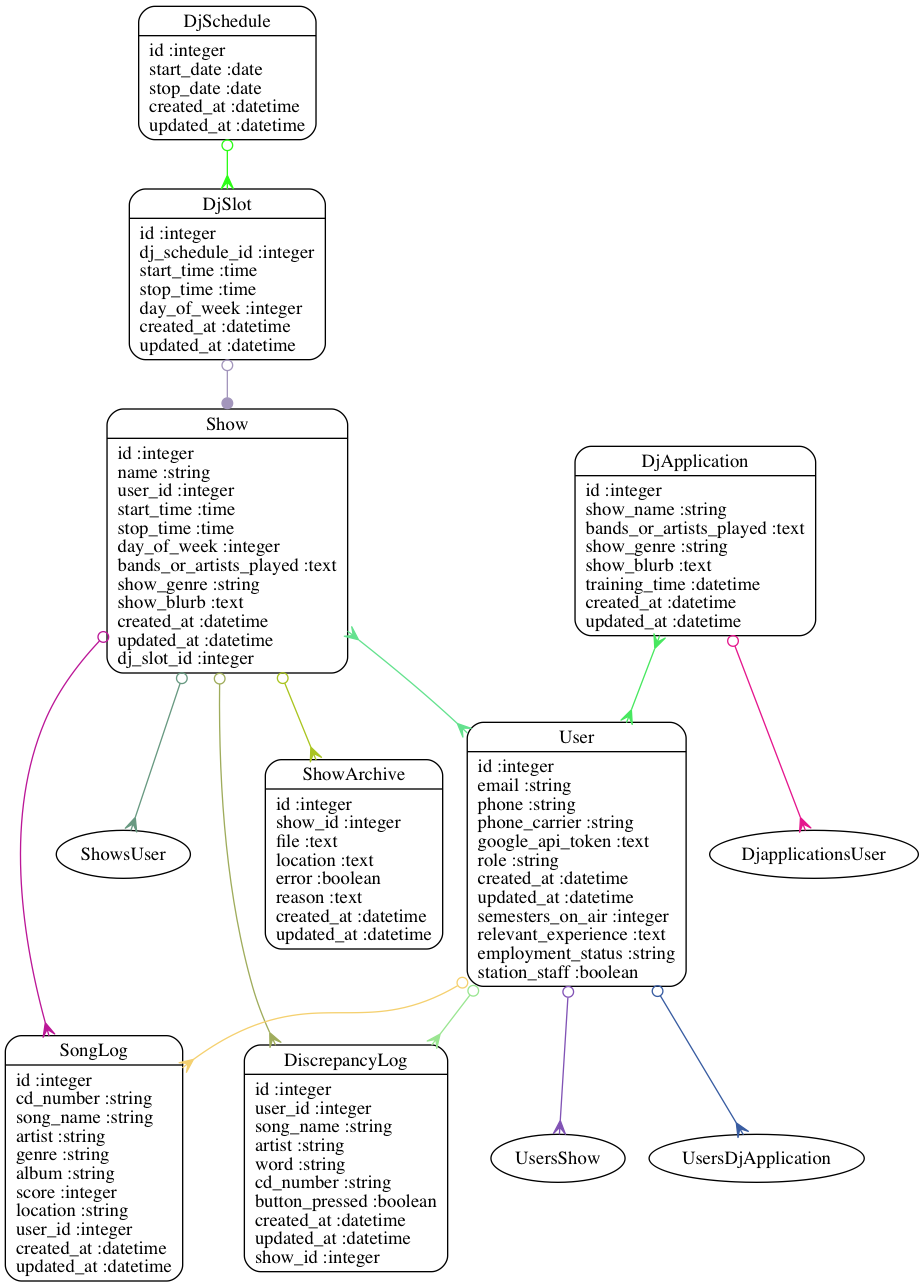 DjSchedule
id :integer
start_date :date
stop_date :date
created_at :datetime
updated_at :datetime
DjSlot
id :integer
dj_schedule_id :integer
start_time :time
stop_time :time
day_of_week :integer
created_at :datetime
updated_at :datetime
Show
id :integer
name :string
user_id :integer
start_time :time
stop_time :time
day_of_week :integer
bands_or_artists_played :text
show_genre :string
show_blurb :text
created_at :datetime
updated_at :datetime
dj_slot_id :integer
DjApplication
id :integer
show_name :string
bands_or_artists_played :text
show_genre :string
show_blurb :text
training_time :datetime
created_at :datetime
updated_at :datetime
User
id :integer
email :string
phone :string
phone_carrier :string
google_api_token :text
role :string
created_at :datetime
updated_at :datetime
semesters_on_air :integer
relevant_experience :text
employment_status :string
station_staff :boolean
ShowArchive
id :integer
show_id :integer
file :text
location :text
error :boolean
reason :text
created_at :datetime
updated_at :datetime
ShowsUser
DjapplicationsUser
SongLog
id :integer
cd_number :string
song_name :string
artist :string
genre :string
album :string
score :integer
location :string
user_id :integer
created_at :datetime
updated_at :datetime
DiscrepancyLog
id :integer
user_id :integer
song_name :string
artist :string
word :string
cd_number :string
button_pressed :boolean
created_at :datetime
updated_at :datetime
show_id :integer
UsersShow
UsersDjApplication